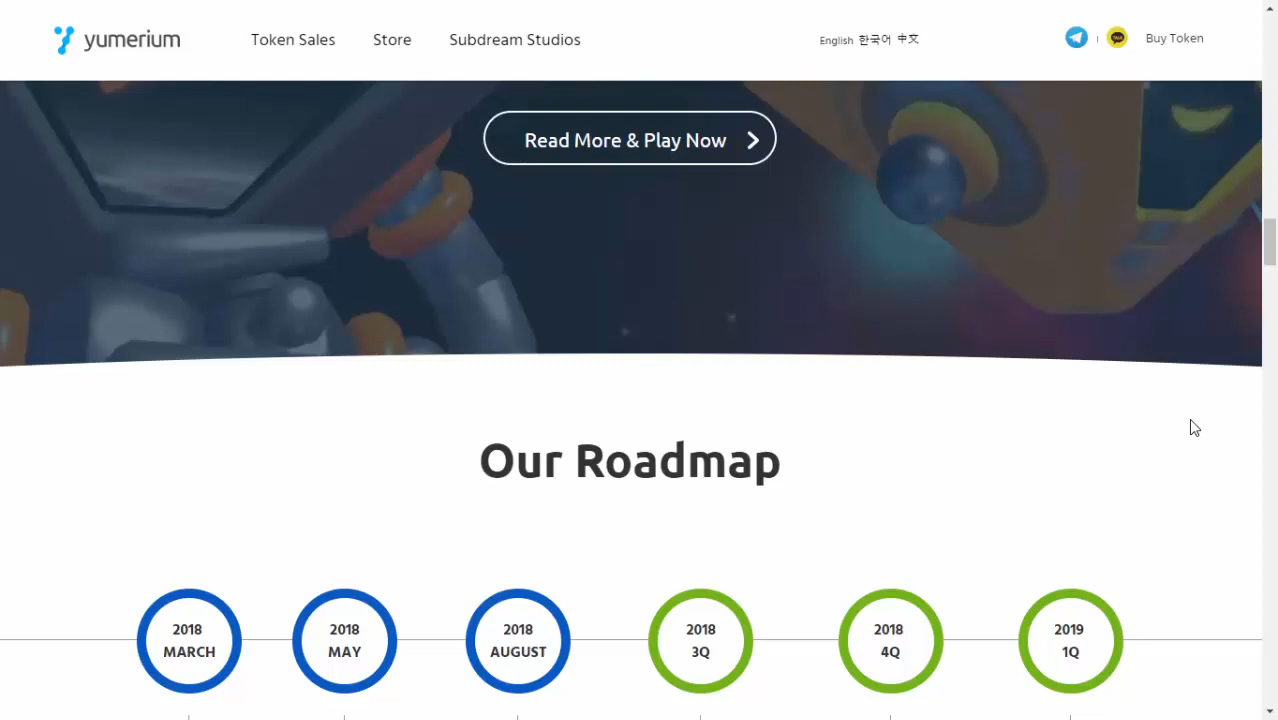 yumerium
Token Sales
Store
Subdream Studios
English 한국어 中文
TALK
Buy Token
Read More & Play Now
Our Roadmap
2018
MARCH
2018
MAY
2018
AUGUST
2018
3Q
2018
4Q
2019
1Q